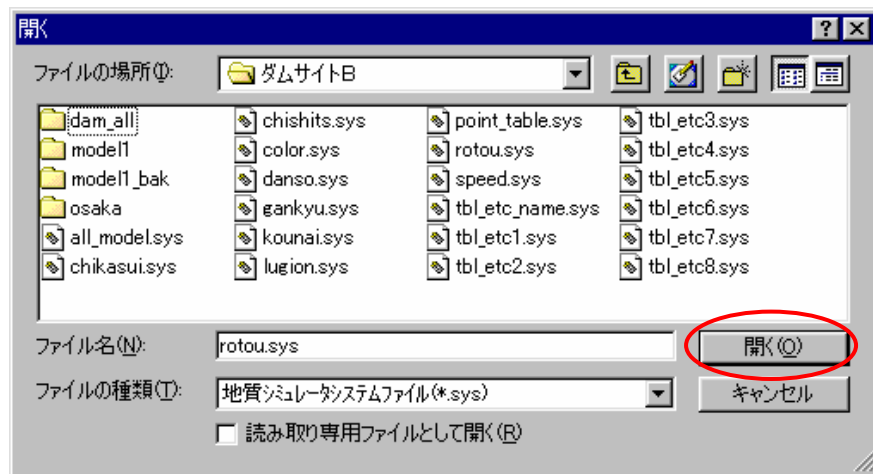 開く
ファイルの場所(I):
ダムサイトB
dam_all
model1
model1_bak
osaka
all_model.sys
chikasui.sys
chishits.sys
color.sys
danso.sys
gankyu.sys
kounai.sys
lugion.sys
point_table.sys
rotou.sys
speed.sys
tbl_etc_name.sys
tbl_etc1.sys
tbl_etc2.sys
tbl_etc3.sys
tbl_etc4.sys
tbl_etc5.sys
tbl_etc6.sys
tbl_etc7.sys
tbl_etc8.sys
ファイル名(N):
rotou.sys
開く(O)
ファイルの種類(T):
地質シミュレータシステムファイル(*.sys)
キャンセル
読み取り専用ファイルとして開く(R)